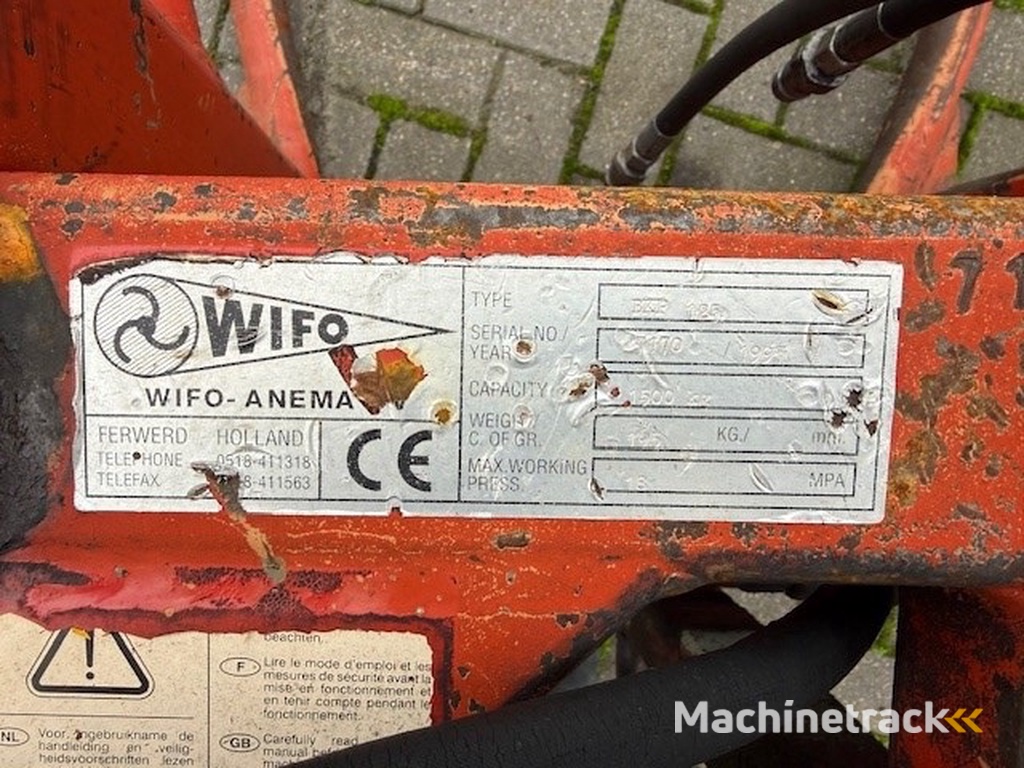 WIFO
WIFO-ANEMA
FERWERD HOLLAND
TELEPHONE 0518-411318
TELEFAX -411563
CE
TYPE
SERIAL NO/
YEAR
CAPACITY 1500
WEIGHT/
C. OF GR. KG./ mm.
MAX.WORKING
PRESS. MPA
beachten.
F Lire le mode d'emploi et les
mesures de sécurité avant la
mise en fonctionnement et
en tenir compte pendant le
fonctionnement.
NL Voor ingebruikname de
handleiding en veilig-
heidsvoorschriften lezen
GB Carefully read
manual
Machinetrack